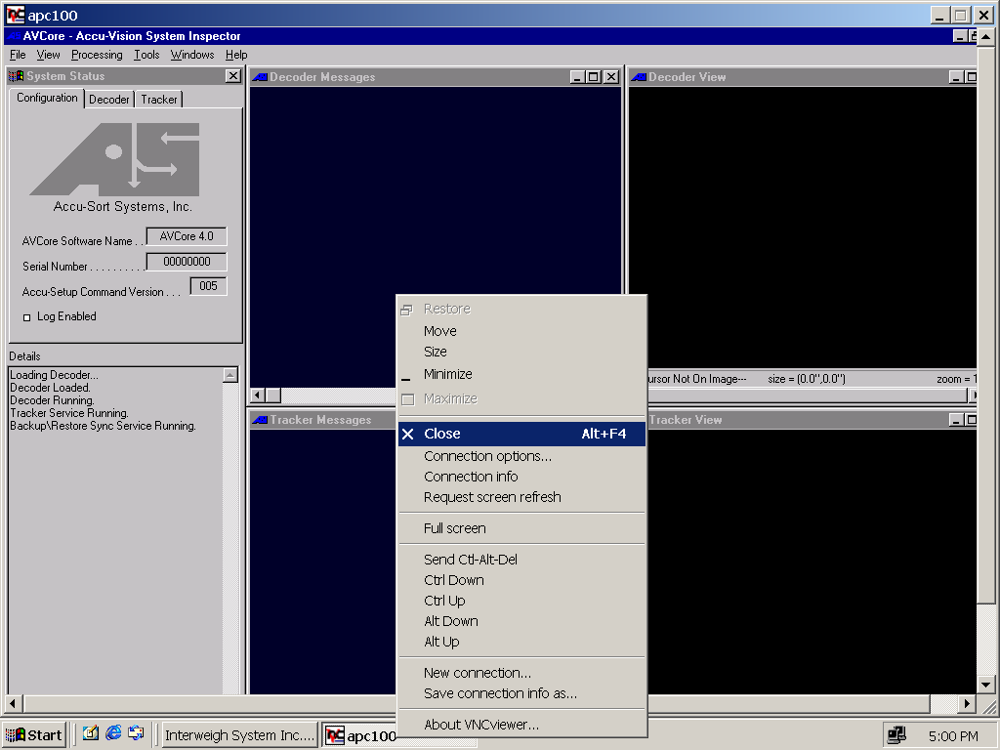 apc100
AVCore - Accu-Vision System Inspector
File View Processing Tools Windows Help
System Status
Configuration Decoder Tracker
Accu-Sort Systems, Inc.
AVCore Software Name . . AVCore 4.0
Serial Number . . . . . . . . . . 00000000
Accu-Setup Command Version . . . 005
Log Enabled
Details
Loading Decoder...
Decoder Loaded.
Decoder Running.
Tracker Service Running.
Backup\Restore Sync Service Running.
Decoder Messages
Decoder View
ursor Not On Image--- size = (0.0",0.0") zoom = 1
Tracker Messages
Tracker View
Restore
Move
Size
Minimize
Maximize
Close Alt+F4
Connection options...
Connection info
Request screen refresh
Full screen
Send Ctl-Alt-Del
Ctrl Down
Ctrl Up
Alt Down
Alt Up
New connection...
Save connection info as...
About VNCviewer...
Start
Interweigh System Inc....
apc100
5:00 PM